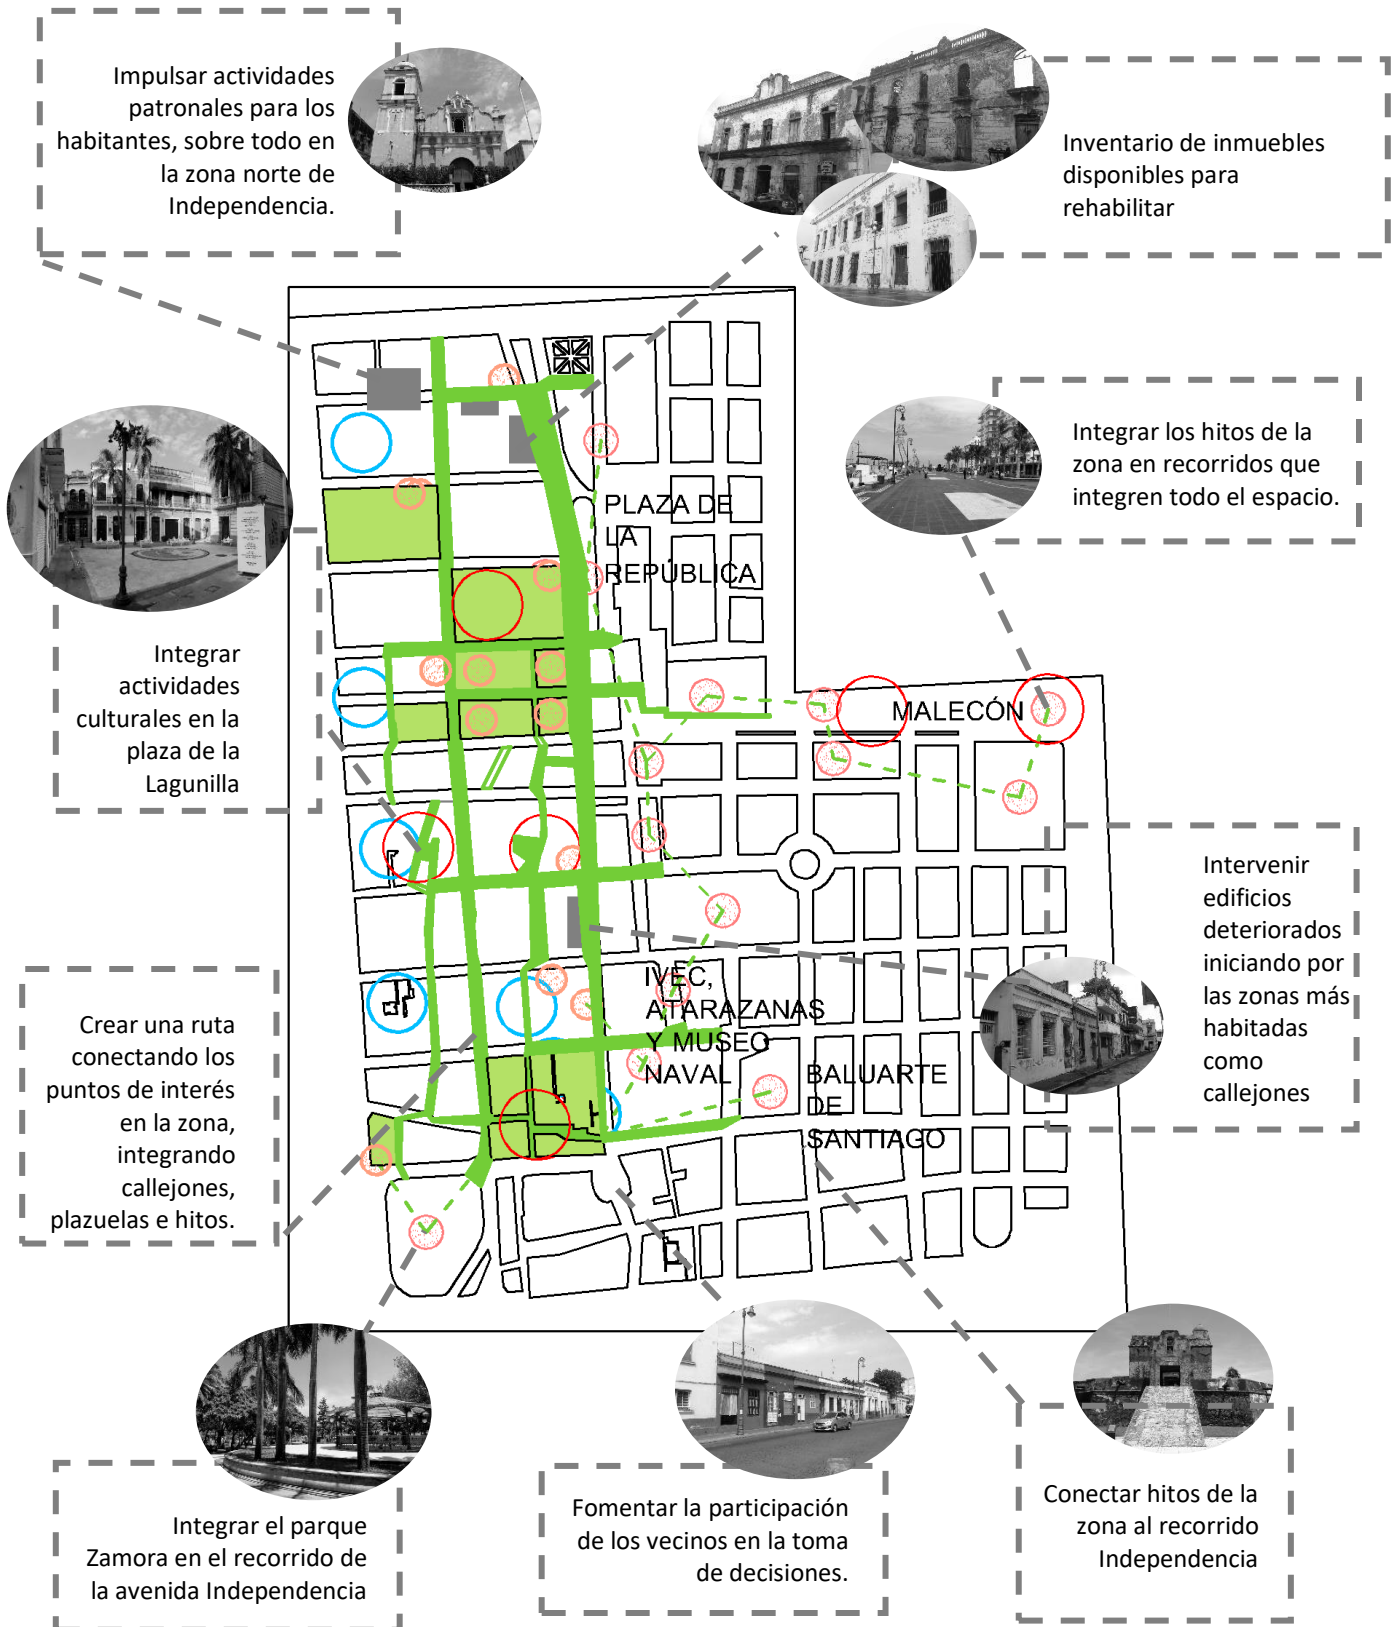 Impulsar actividades
patronales para los
habitantes, sobre todo en
la zona norte de
Independencia.
Inventario de inmuebles
disponibles para
rehabilitar
Integrar los hitos de la
zona en recorridos que
integren todo el espacio.
PLAZA DE
LA
REPÚBLICA
Integrar
actividades
culturales en la
plaza de la
Lagunilla
MALECÓN
Intervenir
edificios
deteriorados
iniciando por
las zonas más
habitadas
como
callejones
IVEC,
ATARAZANAS
Y MUSEO
NAVAL
BALUARTE
DE
SANTIAGO
Crear una ruta
conectando los
puntos de interés
en la zona,
integrando
callejones,
plazuelas e hitos.
Integrar el parque
Zamora en el recorrido de
la avenida Independencia
Fomentar la participación
de los vecinos en la toma
de decisiones.
Conectar hitos de la
zona al recorrido
Independencia